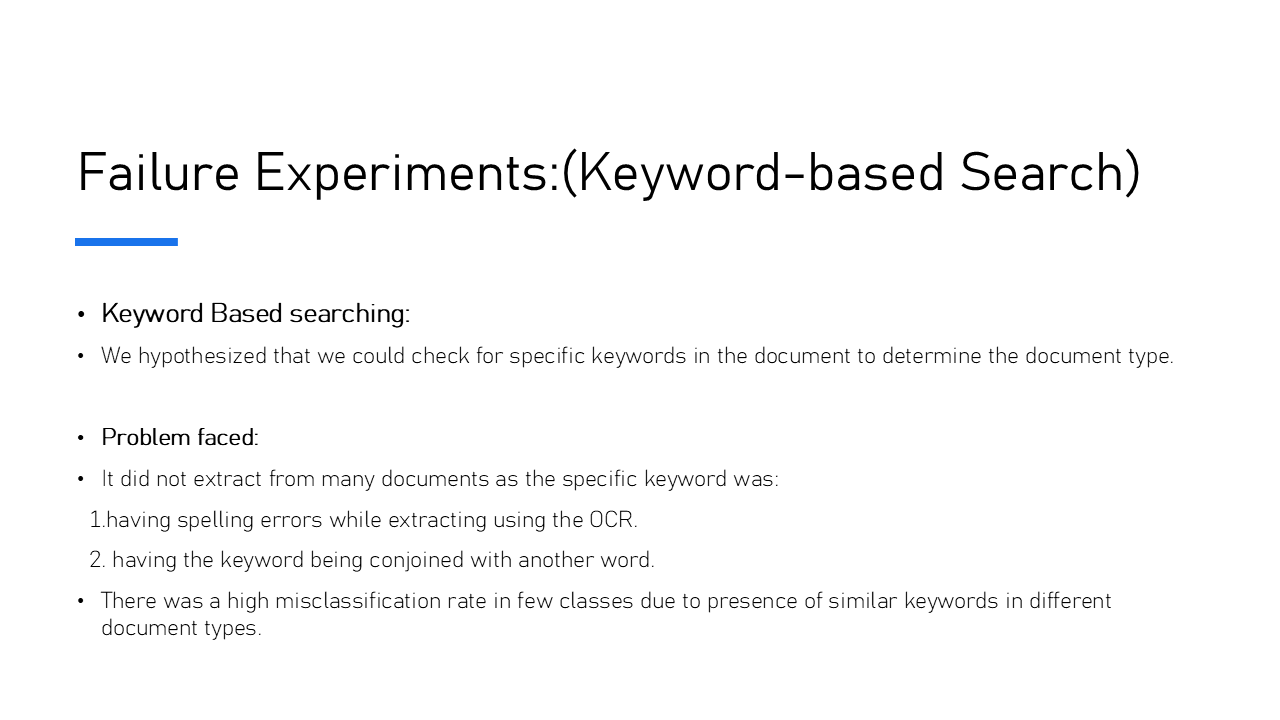 Failure Experiments:(Keyword-based Search)
• Keyword Based searching:
• We hypothesized that we could check for specific keywords in the document to determine the document type.
• Problem faced:
• It did not extract from many documents as the specific keyword was:
1.having spelling errors while extracting using the OCR.
2. having the keyword being conjoined with another word.
• There was a high misclassification rate in few classes due to presence of similar keywords in different
document types.